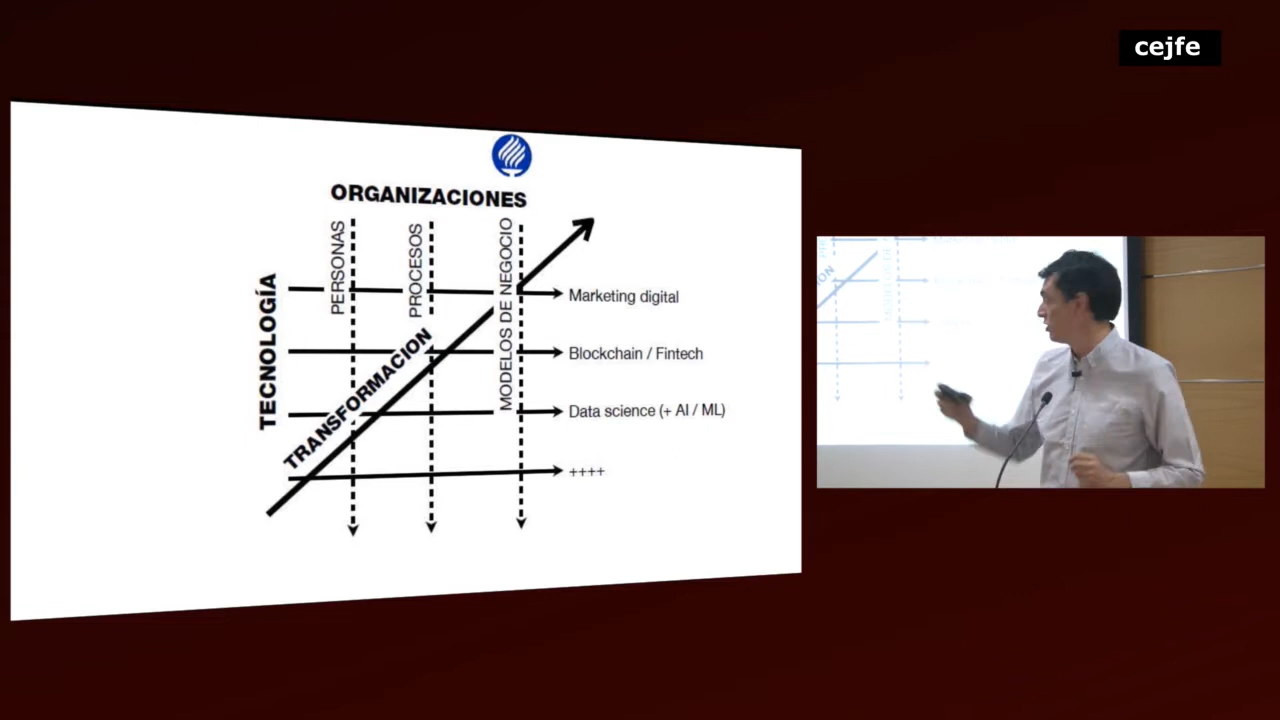 cejfe
ORGANIZACIONES
PERSONAS
PROCESOS
MODELOS DE NEGOCIO
TECNOLOGÍA
TRANSFORMACION
Marketing digital
Blockchain / Fintech
Data science (+ AI / ML)
++++